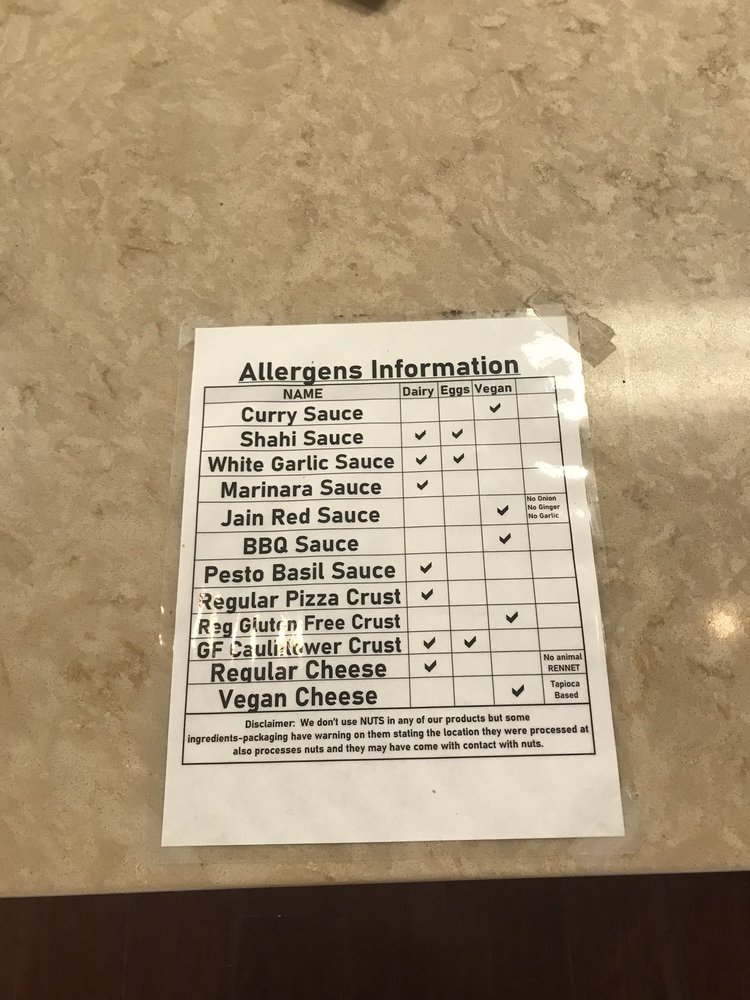 Allergens Information
NAME Dairy Eggs Vegan
Curry Sauce ✓
Shahi Sauce ✓ ✓
White Garlic Sauce ✓ ✓
Marinara Sauce ✓
Jain Red Sauce ✓ No Onion
No Ginger
No Garlic
BBQ Sauce ✓
Pesto Basil Sauce ✓
Regular Pizza Crust ✓
Reg Gluten Free Crust ✓
GF Cauliflower Crust ✓ ✓
Regular Cheese ✓ No animal
RENNET
Vegan Cheese ✓ Tapioca
Based
Disclaimer: We don't use NUTS in any of our products but some
ingredients-packaging have warning on them stating the location they were processed at
also processes nuts and they may have come with contact with nuts.